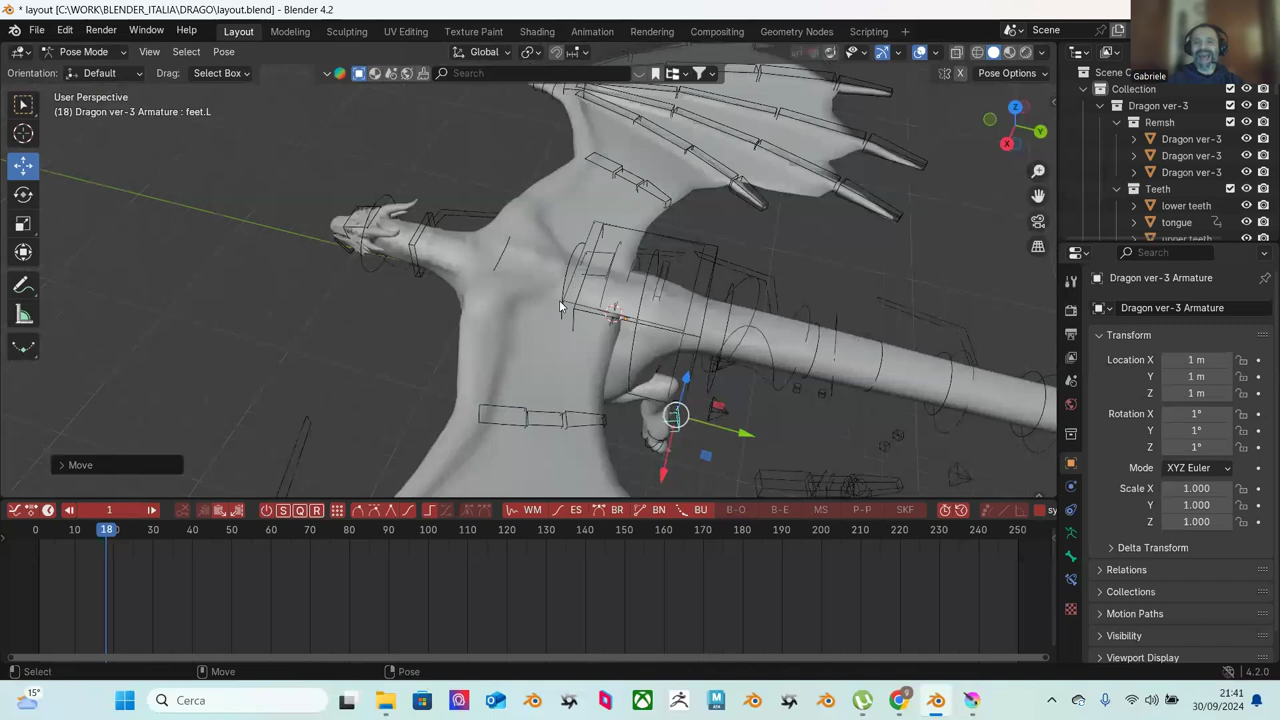 * layout [C:\WORK\BLENDER_ITALIA\DRAGO\layout.blend] - Blender 4.2
File Edit Render Window Help Layout Modeling Sculpting UV Editing Texture Paint Shading Animation Rendering Compositing Geometry Nodes Scripting + Scene
Pose Mode View Select Pose Global
Orientation: Default Drag: Select Box Search X Pose Options
Gabriele
Scene C
Collection
Dragon ver-3
Remsh
Dragon ver-3
Dragon ver-3
Dragon ver-3
Teeth
lower teeth
tongue
upper teeth
User Perspective
(18) Dragon ver-3 Armature : feet.L
Z
Y
X
Search
Dragon ver-3 Armature
Dragon ver-3 Armature
Transform
Location X 1 m
Y 1 m
Z 1 m
Rotation X 1°
Y 1°
Z 1°
Mode XYZ Euler
Scale X 1.000
Y 1.000
Z 1.000
Delta Transform
Relations
Collections
Motion Paths
Visibility
Viewport Display
Move
1 S Q R WM ES BR BN BU B-O B-E MS P-P SKF sy
0 10 18 30 40 50 60 70 80 90 100 110 120 130 140 150 160 170 180 190 200 210 220 230 240 250
Select Move Pose 4.2.0
15° Cerca 21:41
30/09/2024